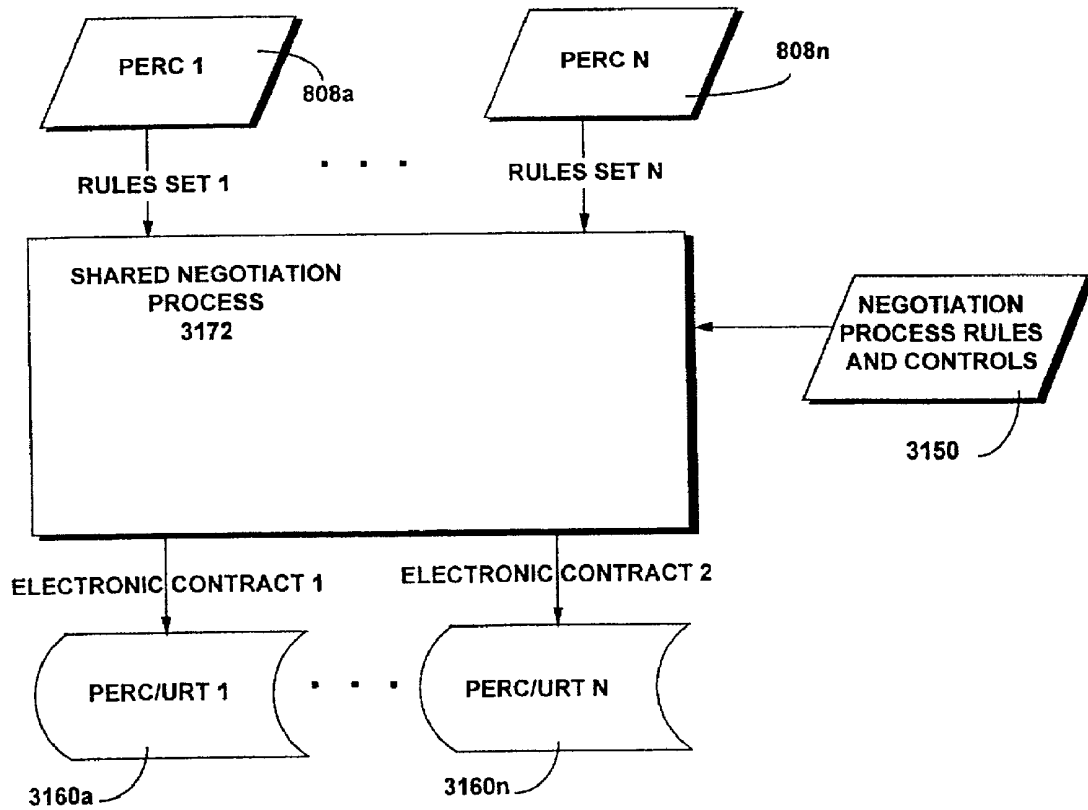 PERC 1
808a
PERC N
808n
RULES SET 1
RULES SET N
SHARED NEGOTIATION
PROCESS
3172
NEGOTIATION
PROCESS RULES
AND CONTROLS
3150
ELECTRONIC CONTRACT 1
ELECTRONIC CONTRACT 2
PERC/URT 1
PERC/URT N
3160a
3160n